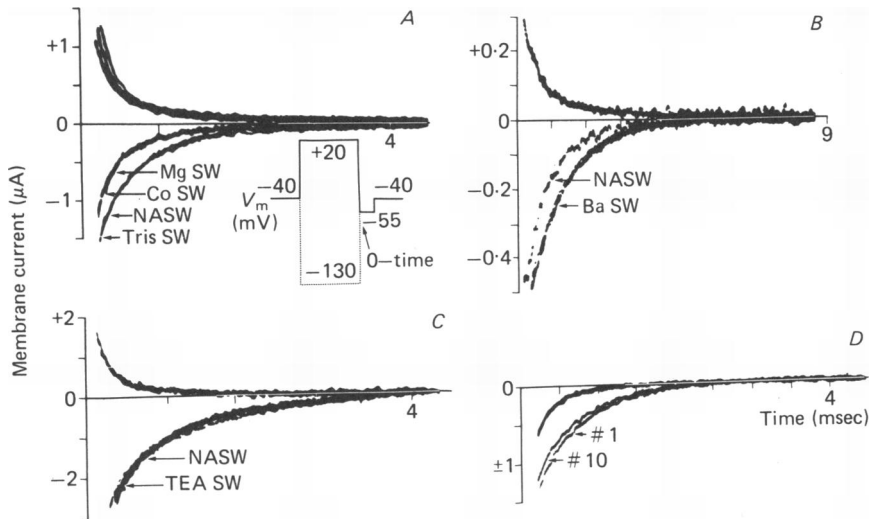 A
+1
0
4
-1
Mg SW
Co SW
NASW
Tris SW
+20
−40
−40
Vm
(mV)
−55
0−time
−130
Membrane current (μA)
B
+0·2
0
9
−0.2
−0·4
NASW
Ba SW
C
+2
0
4
−2
NASW
TEA SW
D
0
4
Time (msec)
±1
#1
#10